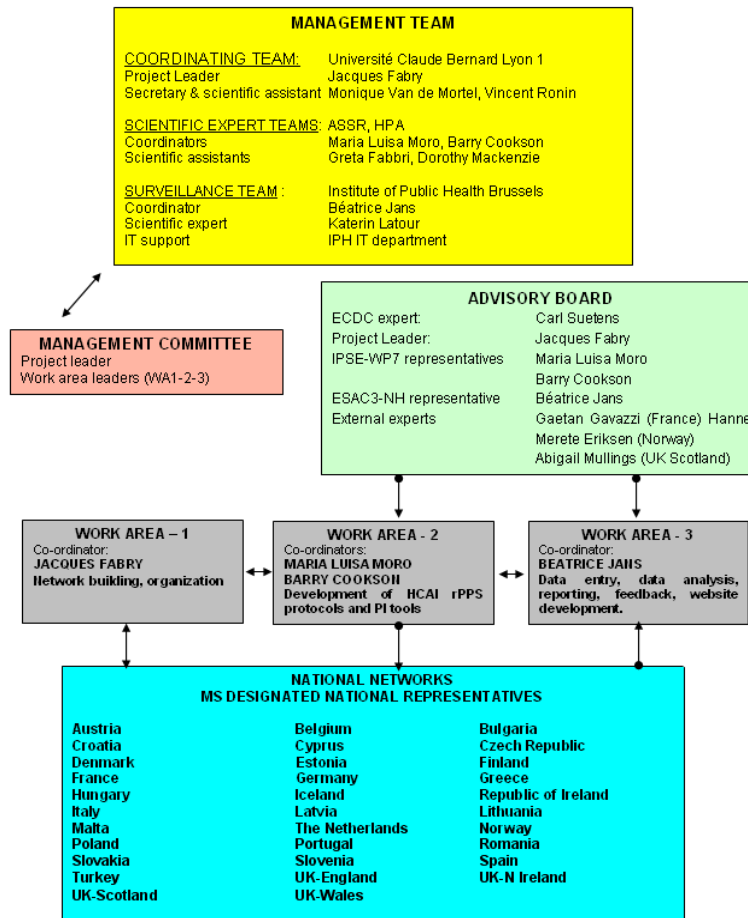 MANAGEMENT TEAM
COORDINATING TEAM: Université Claude Bernard Lyon 1
Project Leader Jacques Fabry
Secretary & scientific assistant Monique Van de Mortel, Vincent Ronin
SCIENTIFIC EXPERT TEAMS: ASSR, HPA
Coordinators Maria Luisa Moro, Barry Cookson
Scientific assistants Greta Fabbri, Dorothy Mackenzie
SURVEILLANCE TEAM : Institute of Public Health Brussels
Coordinator Béatrice Jans
Scientific expert Katerin Latour
IT support IPH IT department
MANAGEMENT COMMITTEE
Project leader
Work area leaders (WA1-2-3)
ADVISORY BOARD
ECDC expert: Carl Suetens
Project Leader: Jacques Fabry
IPSE-WP7 representatives Maria Luisa Moro
Barry Cookson
ESAC3-NH representative Béatrice Jans
External experts Gaetan Gavazzi (France) Hanne
Merete Eriksen (Norway)
Abigail Mullings (UK Scotland)
WORK AREA – 1
Co-ordinator:
JACQUES FABRY
Network builking, organization
WORK AREA - 2
Co-ordinators:
MARIA LUISA MORO
BARRY COOKSON
Development of HCAI rPPS
protocols and PI tools
WORK AREA - 3
Co-ordinator:
BEATRICE JANS
Data entry, data analysis,
reporting, feedback, website
development.
NATIONAL NETWORKS
MS DESIGNATED NATIONAL REPRESENTATIVES
Austria Belgium Bulgaria
Croatia Cyprus Czech Republic
Denmark Estonia Finland
France Germany Greece
Hungary Iceland Republic of Ireland
Italy Latvia Lithuania
Malta The Netherlands Norway
Poland Portugal Romania
Slovakia Slovenia Spain
Turkey UK-England UK-N Ireland
UK-Scotland UK-Wales